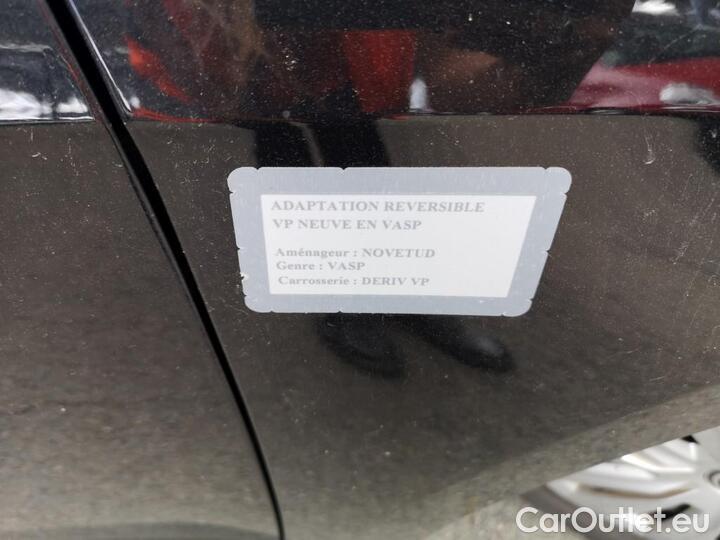 ADAPTATION REVERSIBLE
VP NEUVE EN VASP
Aménageur : NOVETUD
Genre : VASP
Carrosserie : DERIV VP
CarOutlet.eu